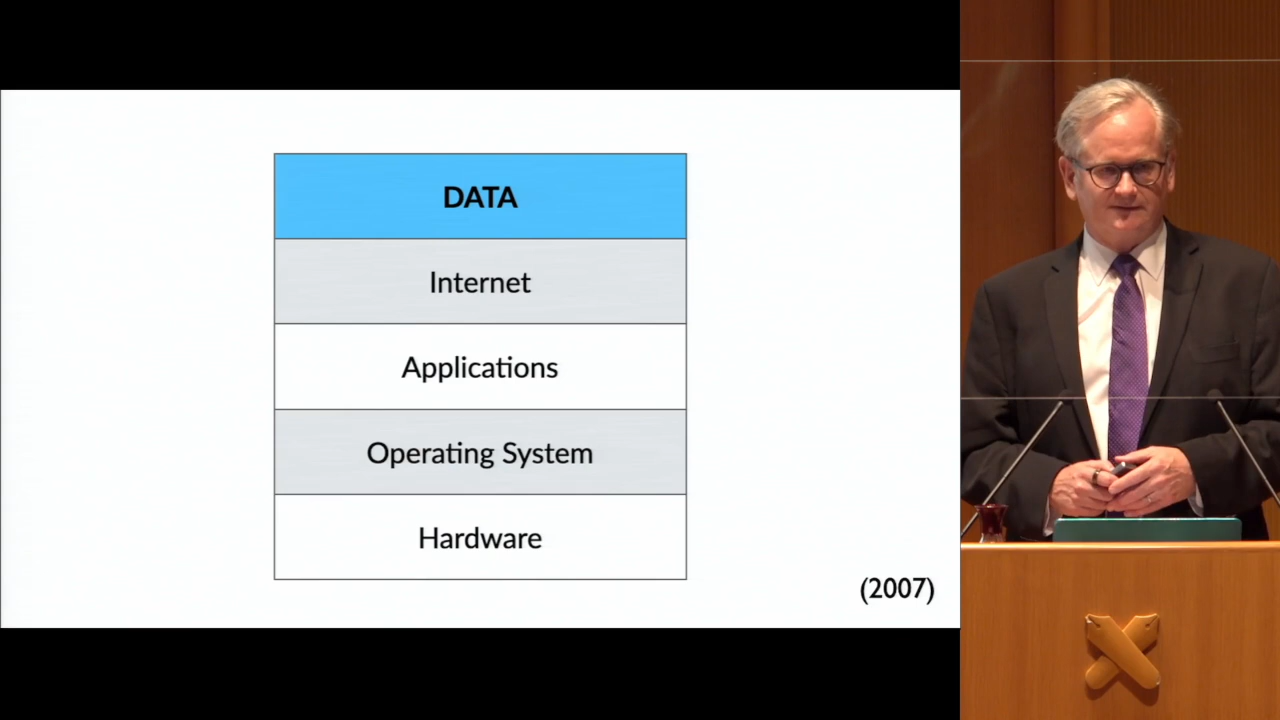 DATA
Internet
Applications
Operating System
Hardware
(2007)